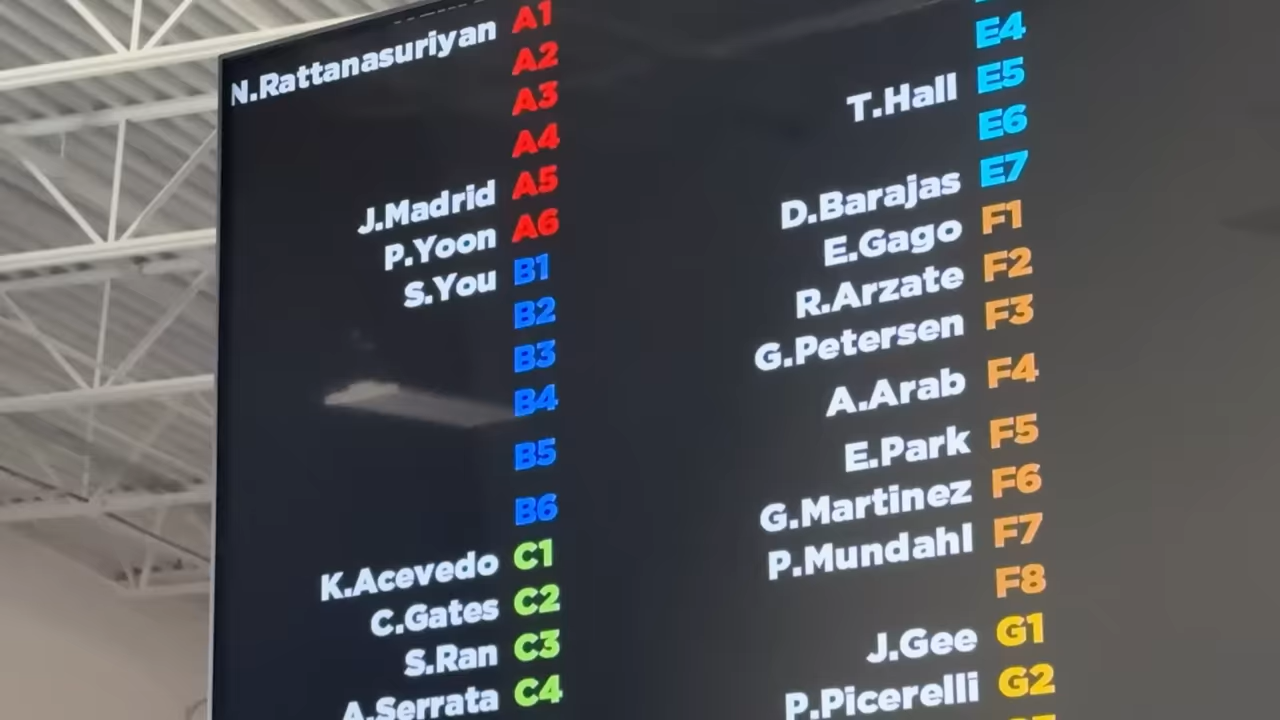 N.Rattanasuriyan A1
A2
A3
A4
J.Madrid A5
P.Yoon A6
S.You B1
B2
B3
B4
B5
B6
K.Acevedo C1
C.Gates C2
S.Ran C3
A.Serrata C4
E4
T.Hall E5
E6
D.Barajas E7
E.Gago F1
R.Arzate F2
G.Petersen F3
A.Arab F4
E.Park F5
G.Martinez F6
P.Mundahl F7
F8
J.Gee G1
P.Picerelli G2